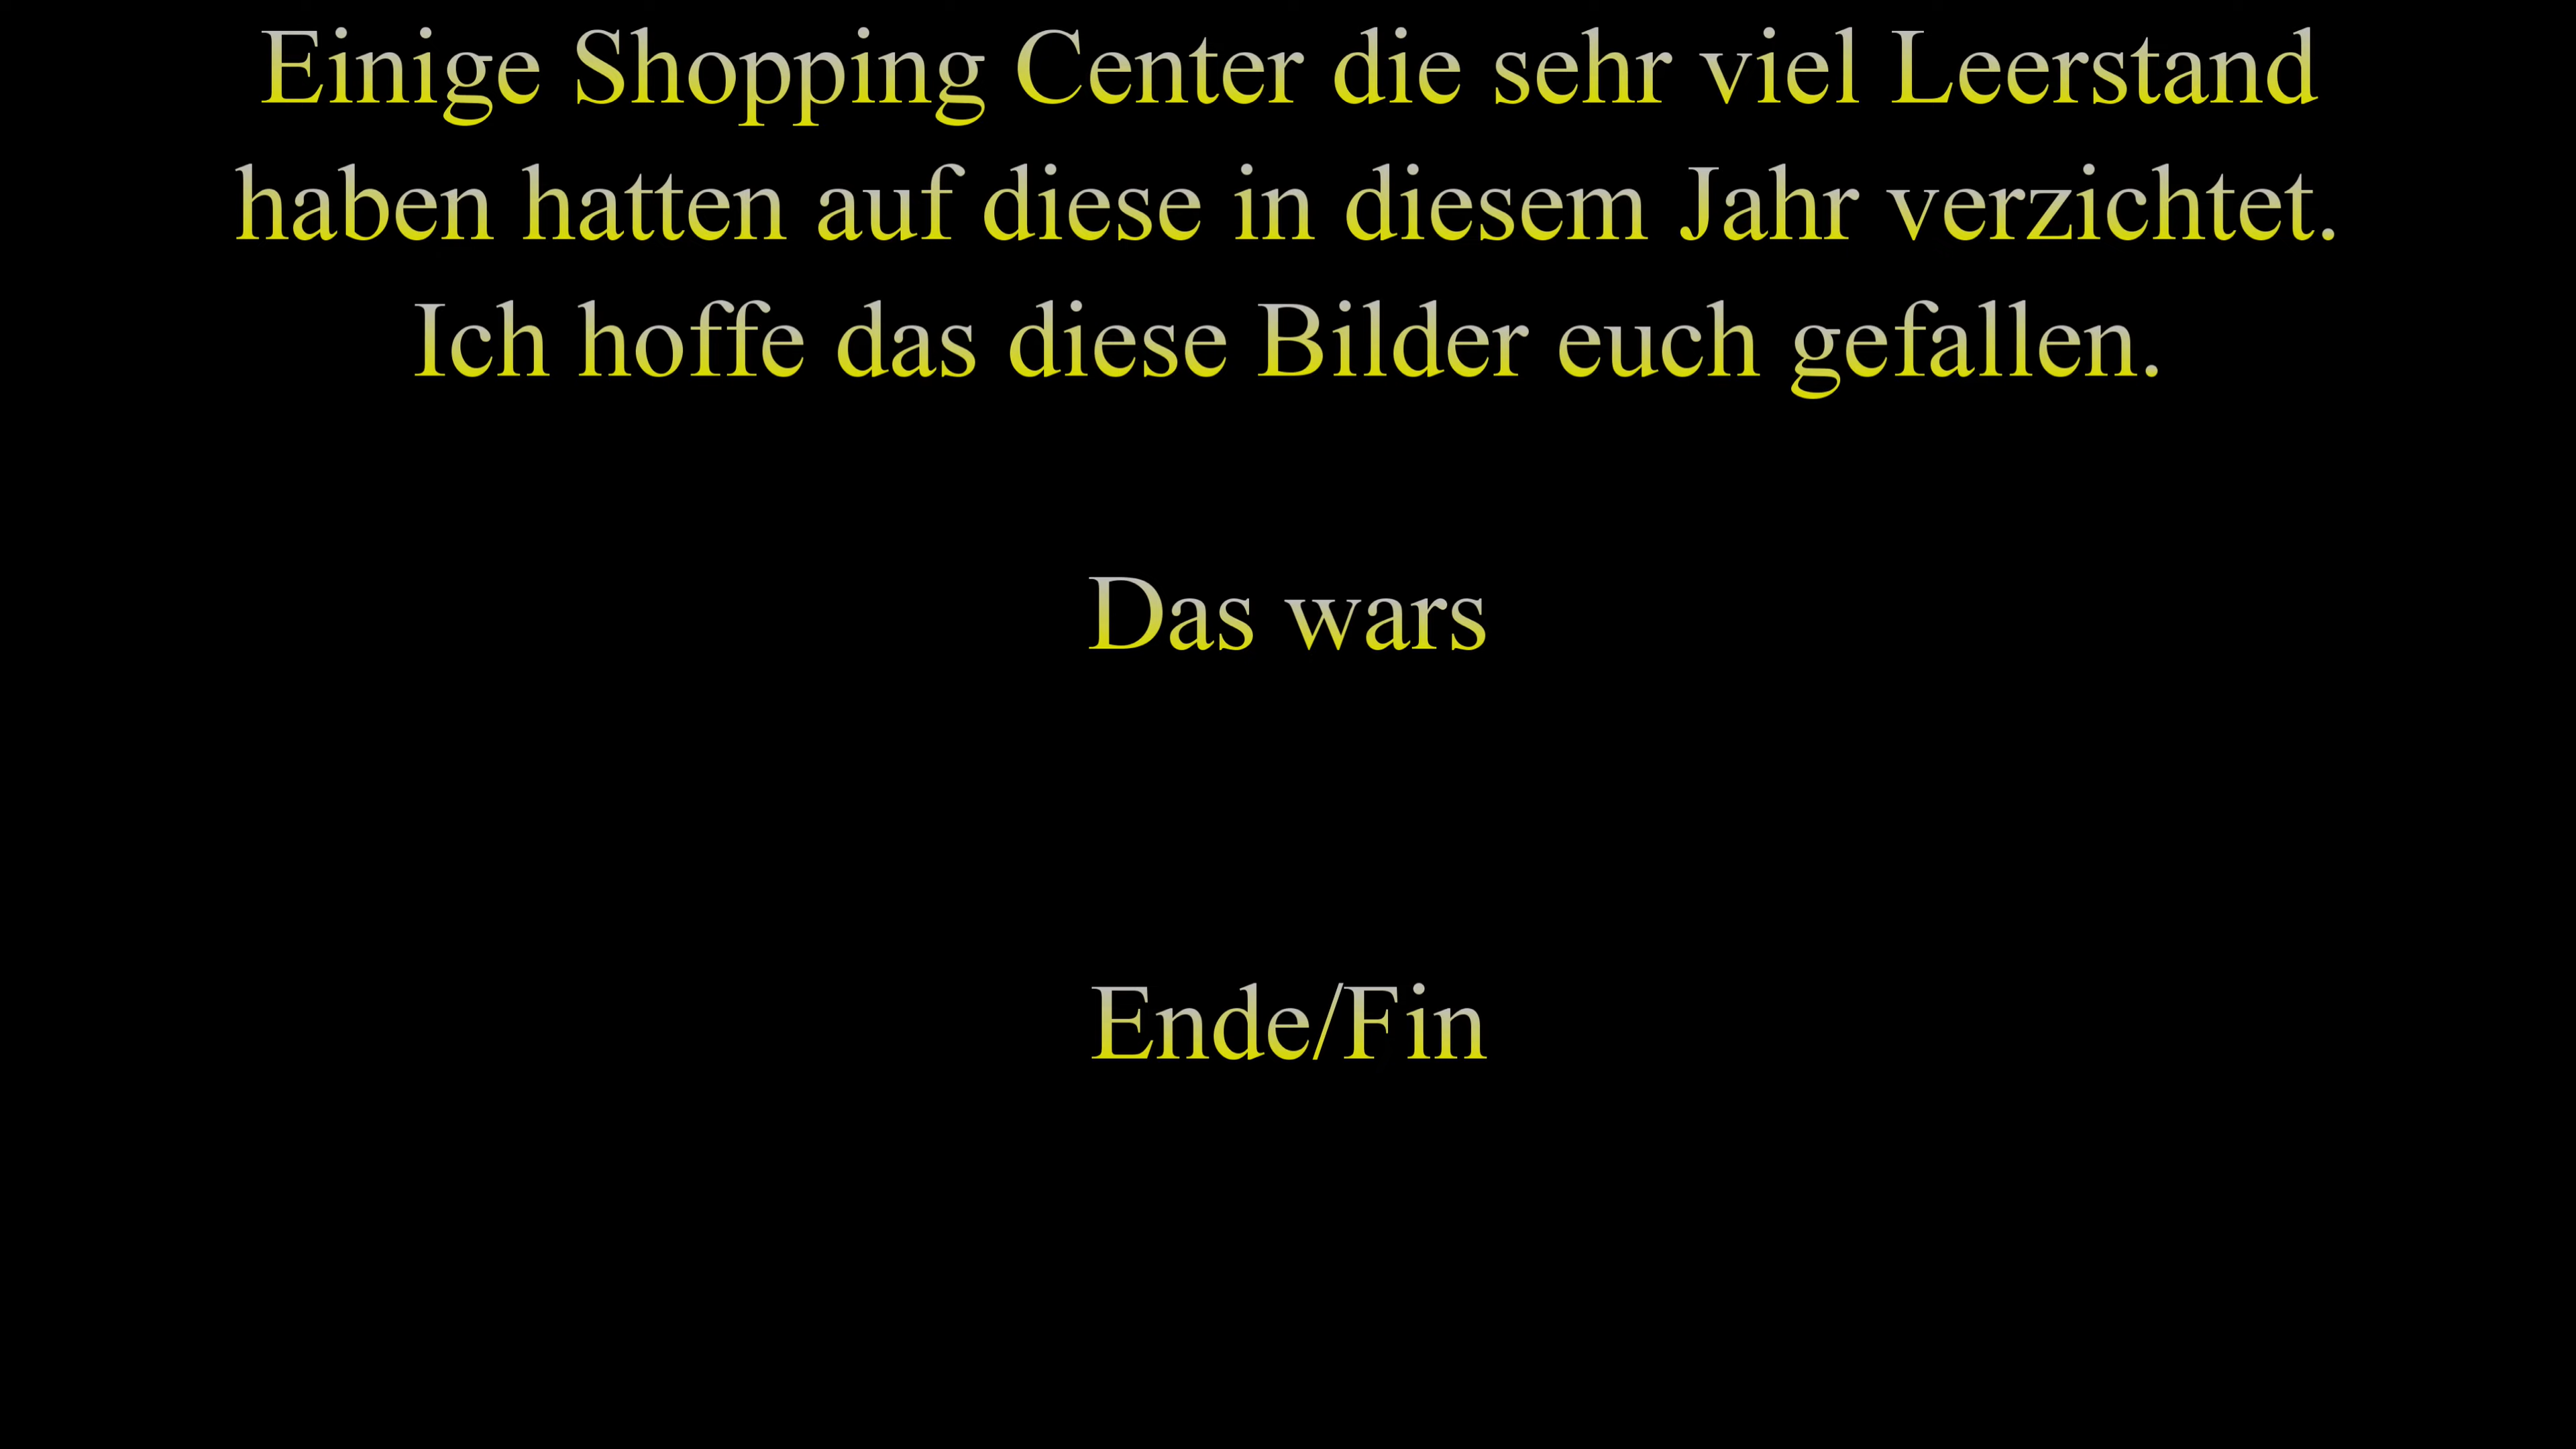 Einige Shopping Center die sehr viel Leerstand
haben hatten auf diese in diesem Jahr verzichtet.
Ich hoffe das diese Bilder euch gefallen.
Das wars
Ende/Fin